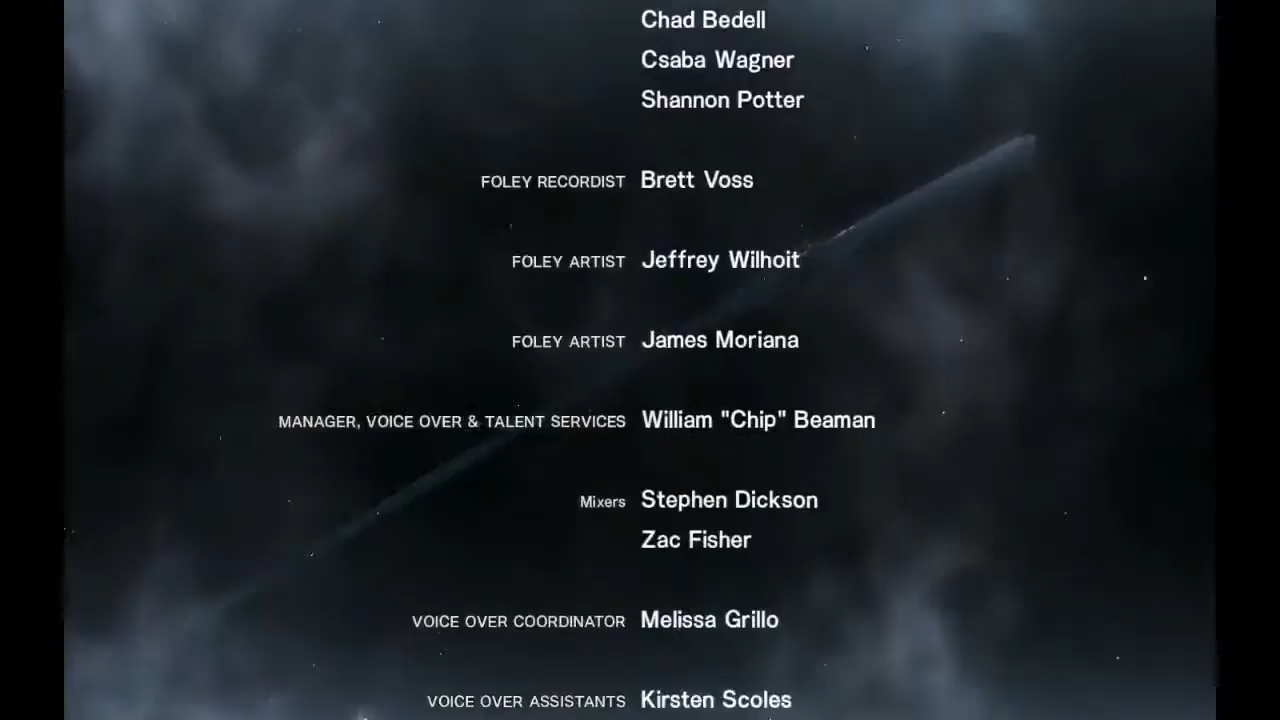 Chad Bedell
Csaba Wagner
Shannon Potter
FOLEY RECORDIST Brett Voss
FOLEY ARTIST Jeffrey Wilhoit
FOLEY ARTIST James Moriana
MANAGER, VOICE OVER & TALENT SERVICES William "Chip" Beaman
Mixers Stephen Dickson
Zac Fisher
VOICE OVER COORDINATOR Melissa Grillo
VOICE OVER ASSISTANTS Kirsten Scoles